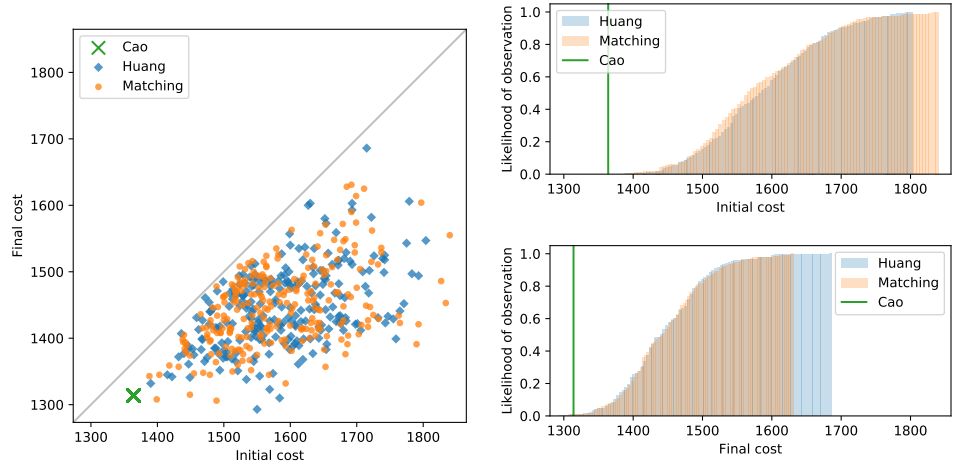 Cao
Huang
Matching
1800
1700
1600
1500
1400
1300
Final cost
1300 1400 1500 1600 1700 1800
Initial cost
Huang
Matching
Cao
1.0
0.8
0.6
0.4
0.2
0.0
Likelihood of observation
1300 1400 1500 1600 1700 1800
Initial cost
Huang
Matching
Cao
1.0
0.8
0.6
0.4
0.2
0.0
Likelihood of observation
1300 1400 1500 1600 1700 1800
Final cost